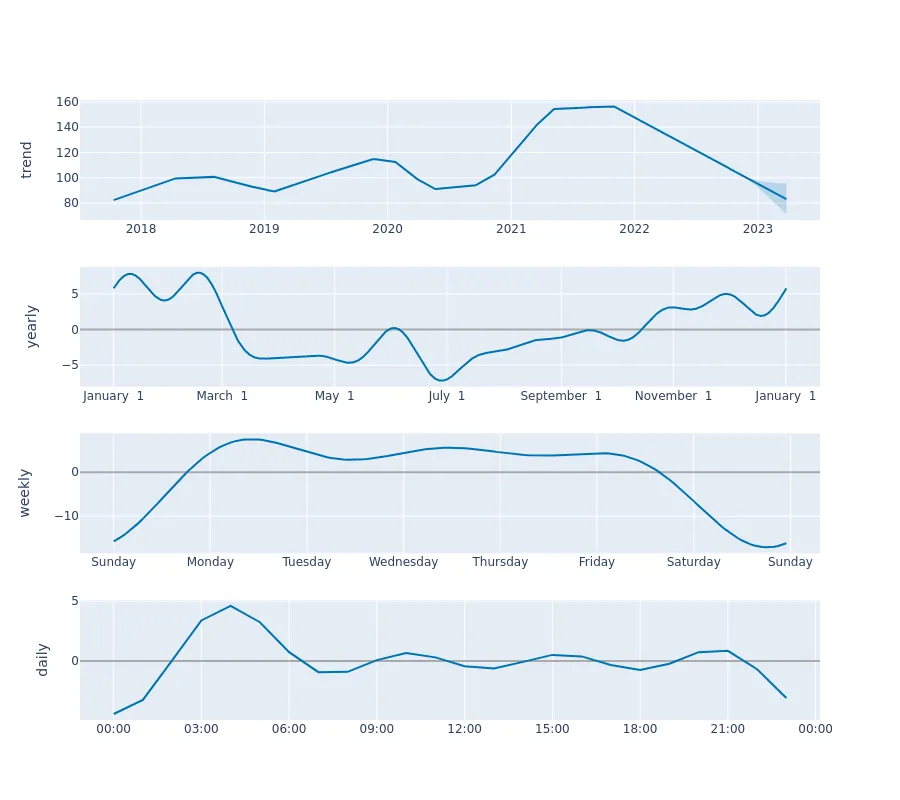 trend
160
140
120
100
80
2018 2019 2020 2021 2022 2023
yearly
5
0
−5
January 1 March 1 May 1 July 1 September 1 November 1 January 1
weekly
0
−10
Sunday Monday Tuesday Wednesday Thursday Friday Saturday Sunday
daily
5
0
00:00 03:00 06:00 09:00 12:00 15:00 18:00 21:00 00:00